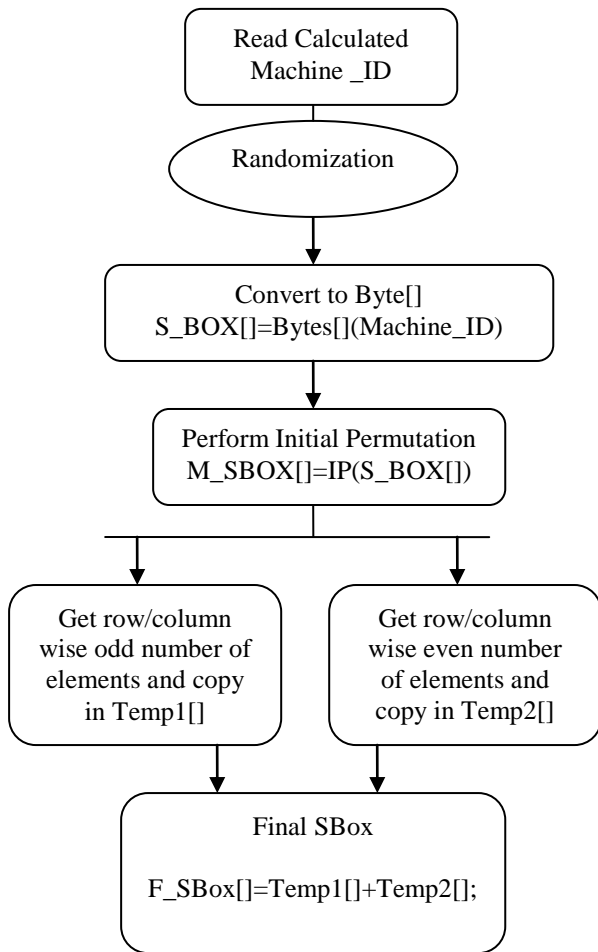 Read Calculated
Machine _ID
Randomization
Convert to Byte[]
S_BOX[]=Bytes[](Machine_ID)
Perform Initial Permutation
M_SBOX[]=IP(S_BOX[])
Get row/column
wise odd number of
elements and copy
in Temp1[]
Get row/column
wise even number
of elements and
copy in Temp2[]
Final SBox
F_SBox[]=Temp1[]+Temp2[];